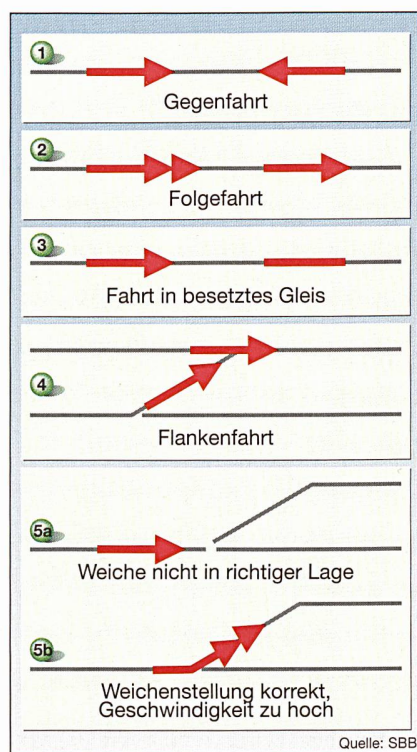 1
Gegenfahrt
2
Folgefahrt
3
Fahrt in besetztes Gleis
4
Flankenfahrt
5a
Weiche nicht in richtiger Lage
5b
Weichenstellung korrekt,
Geschwindigkeit zu hoch
Quelle: SBB